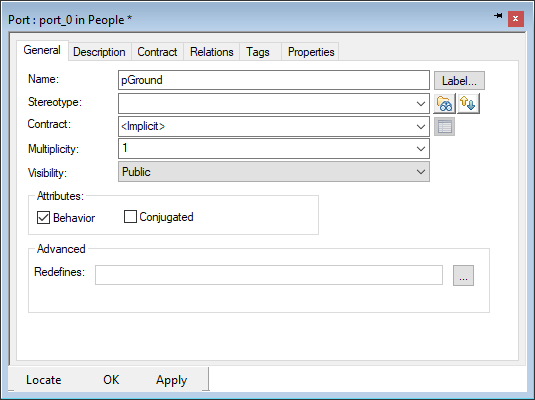 Port : port_0 in People *
x
General Description Contract Relations Tags Properties
Name: pGround Label...
Stereotype:
Contract: <Implicit>
Multiplicity: 1
Visibility: Public
Attributes:
Behavior Conjugated
Advanced
Redefines: ...
Locate OK Apply